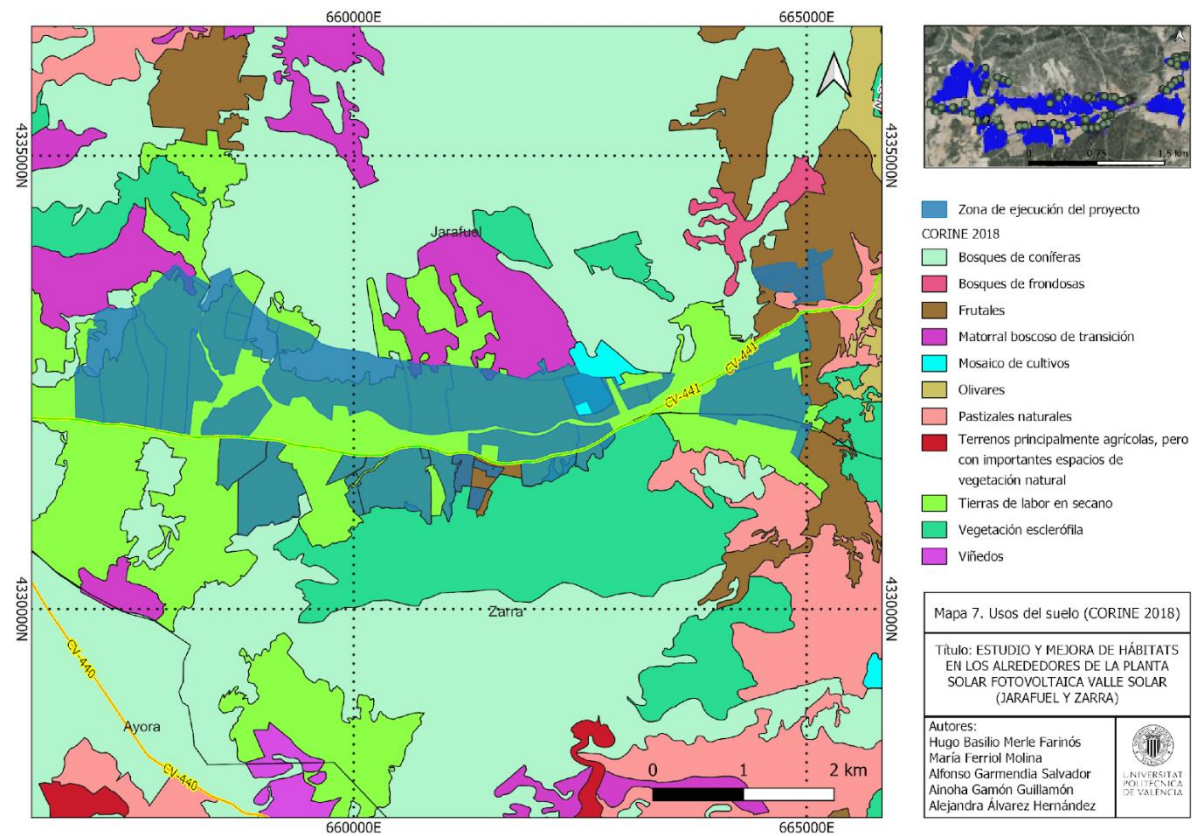 660000E
665000E
4335000N
4335000N
Jarafuel
CV-441
CV-441
4330000N
4330000N
Zarra
CV-440
Ayora
CV-440
0 1 2 km
660000E
665000E
0 0,75 1,5 km
Zona de ejecución del proyecto
CORINE 2018
Bosques de coníferas
Bosques de frondosas
Frutales
Matorral boscoso de transición
Mosaico de cultivos
Olivares
Pastizales naturales
Terrenos principalmente agrícolas, pero
con importantes espacios de
vegetación natural
Tierras de labor en secano
Vegetación esclerófila
Viñedos
Mapa 7. Usos del suelo (CORINE 2018)
Título: ESTUDIO Y MEJORA DE HÁBITATS
EN LOS ALREDEDORES DE LA PLANTA
SOLAR FOTOVOLTAICA VALLE SOLAR
(JARAFUEL Y ZARRA)
Autores:
Hugo Basilio Merle Farinós
María Ferriol Molina
Alfonso Garmendia Salvador
Ainoha Gamón Guillamón
Alejandra Álvarez Hernández
UNIVERSITAT
POLITÈCNICA
DE VALÈNCIA